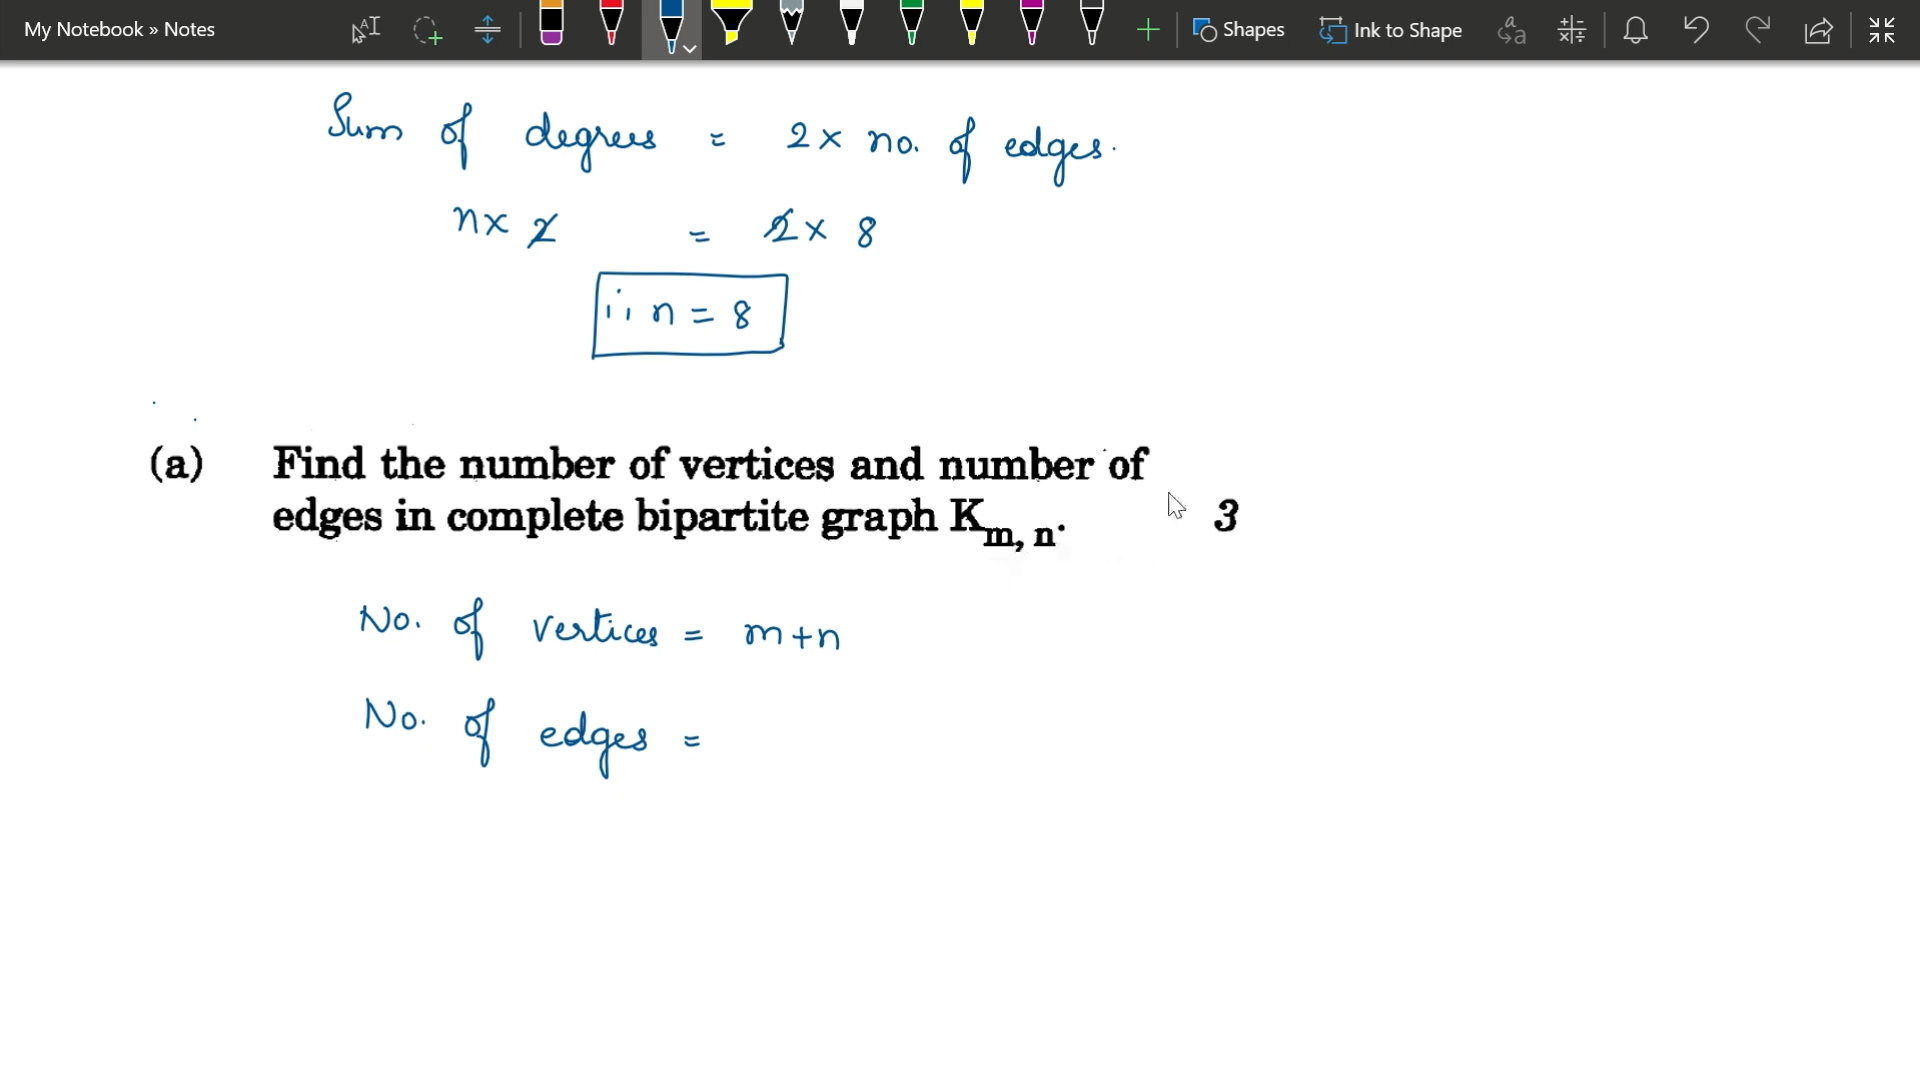 My Notebook » Notes
Shapes
Ink to Shape
Sum of degrees = 2 x no. of edges.
n x 2 = 2 x 8
∴ n = 8
(a) Find the number of vertices and number of
edges in complete bipartite graph K_m, n. 3
No. of vertices = m+n
No. of edges =